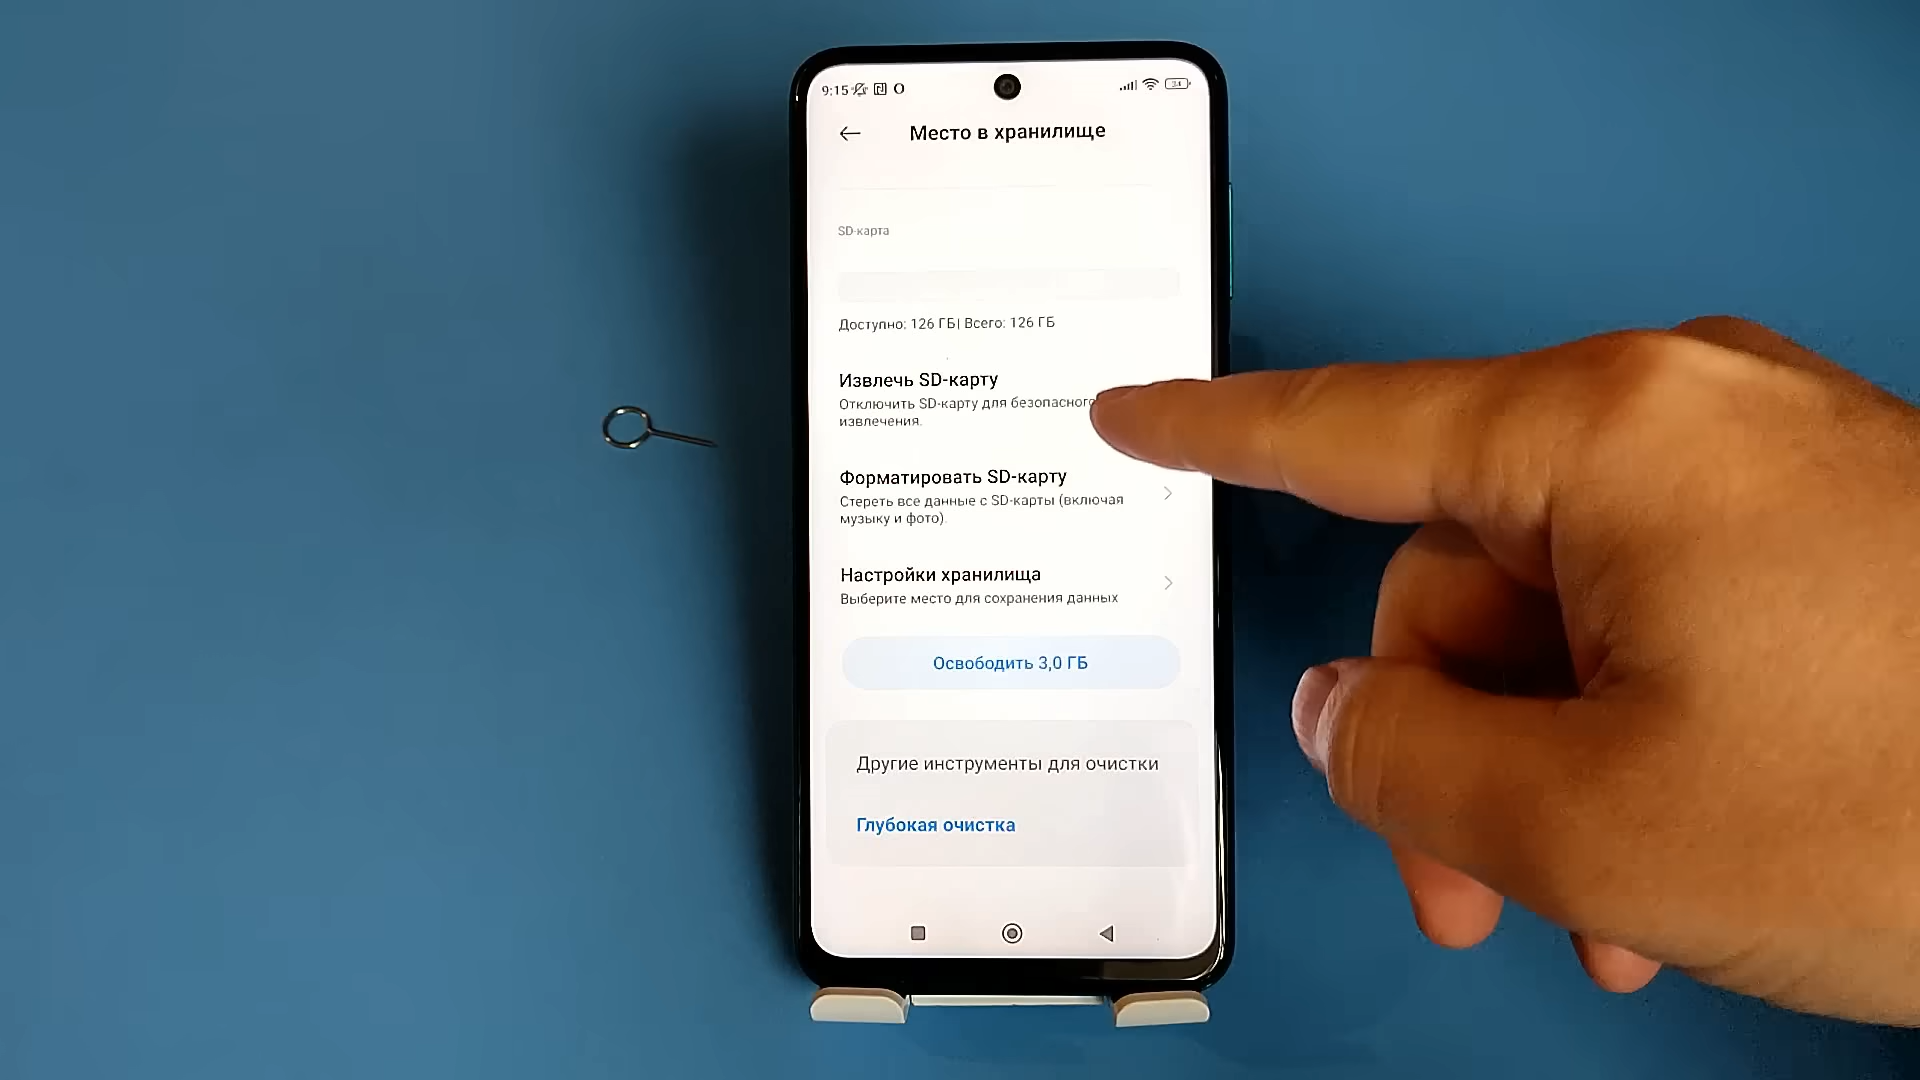 9:15
Место в хранилище
SD-карта
Доступно: 126 ГБ| Всего: 126 ГБ
Извлечь SD-карту
Отключить SD-карту для безопасного
извлечения.
Форматировать SD-карту
Стереть все данные с SD-карты (включая
музыку и фото).
Настройки хранилища
Выберите место для сохранения данных
Освободить 3,0 ГБ
Другие инструменты для очистки
Глубокая очистка